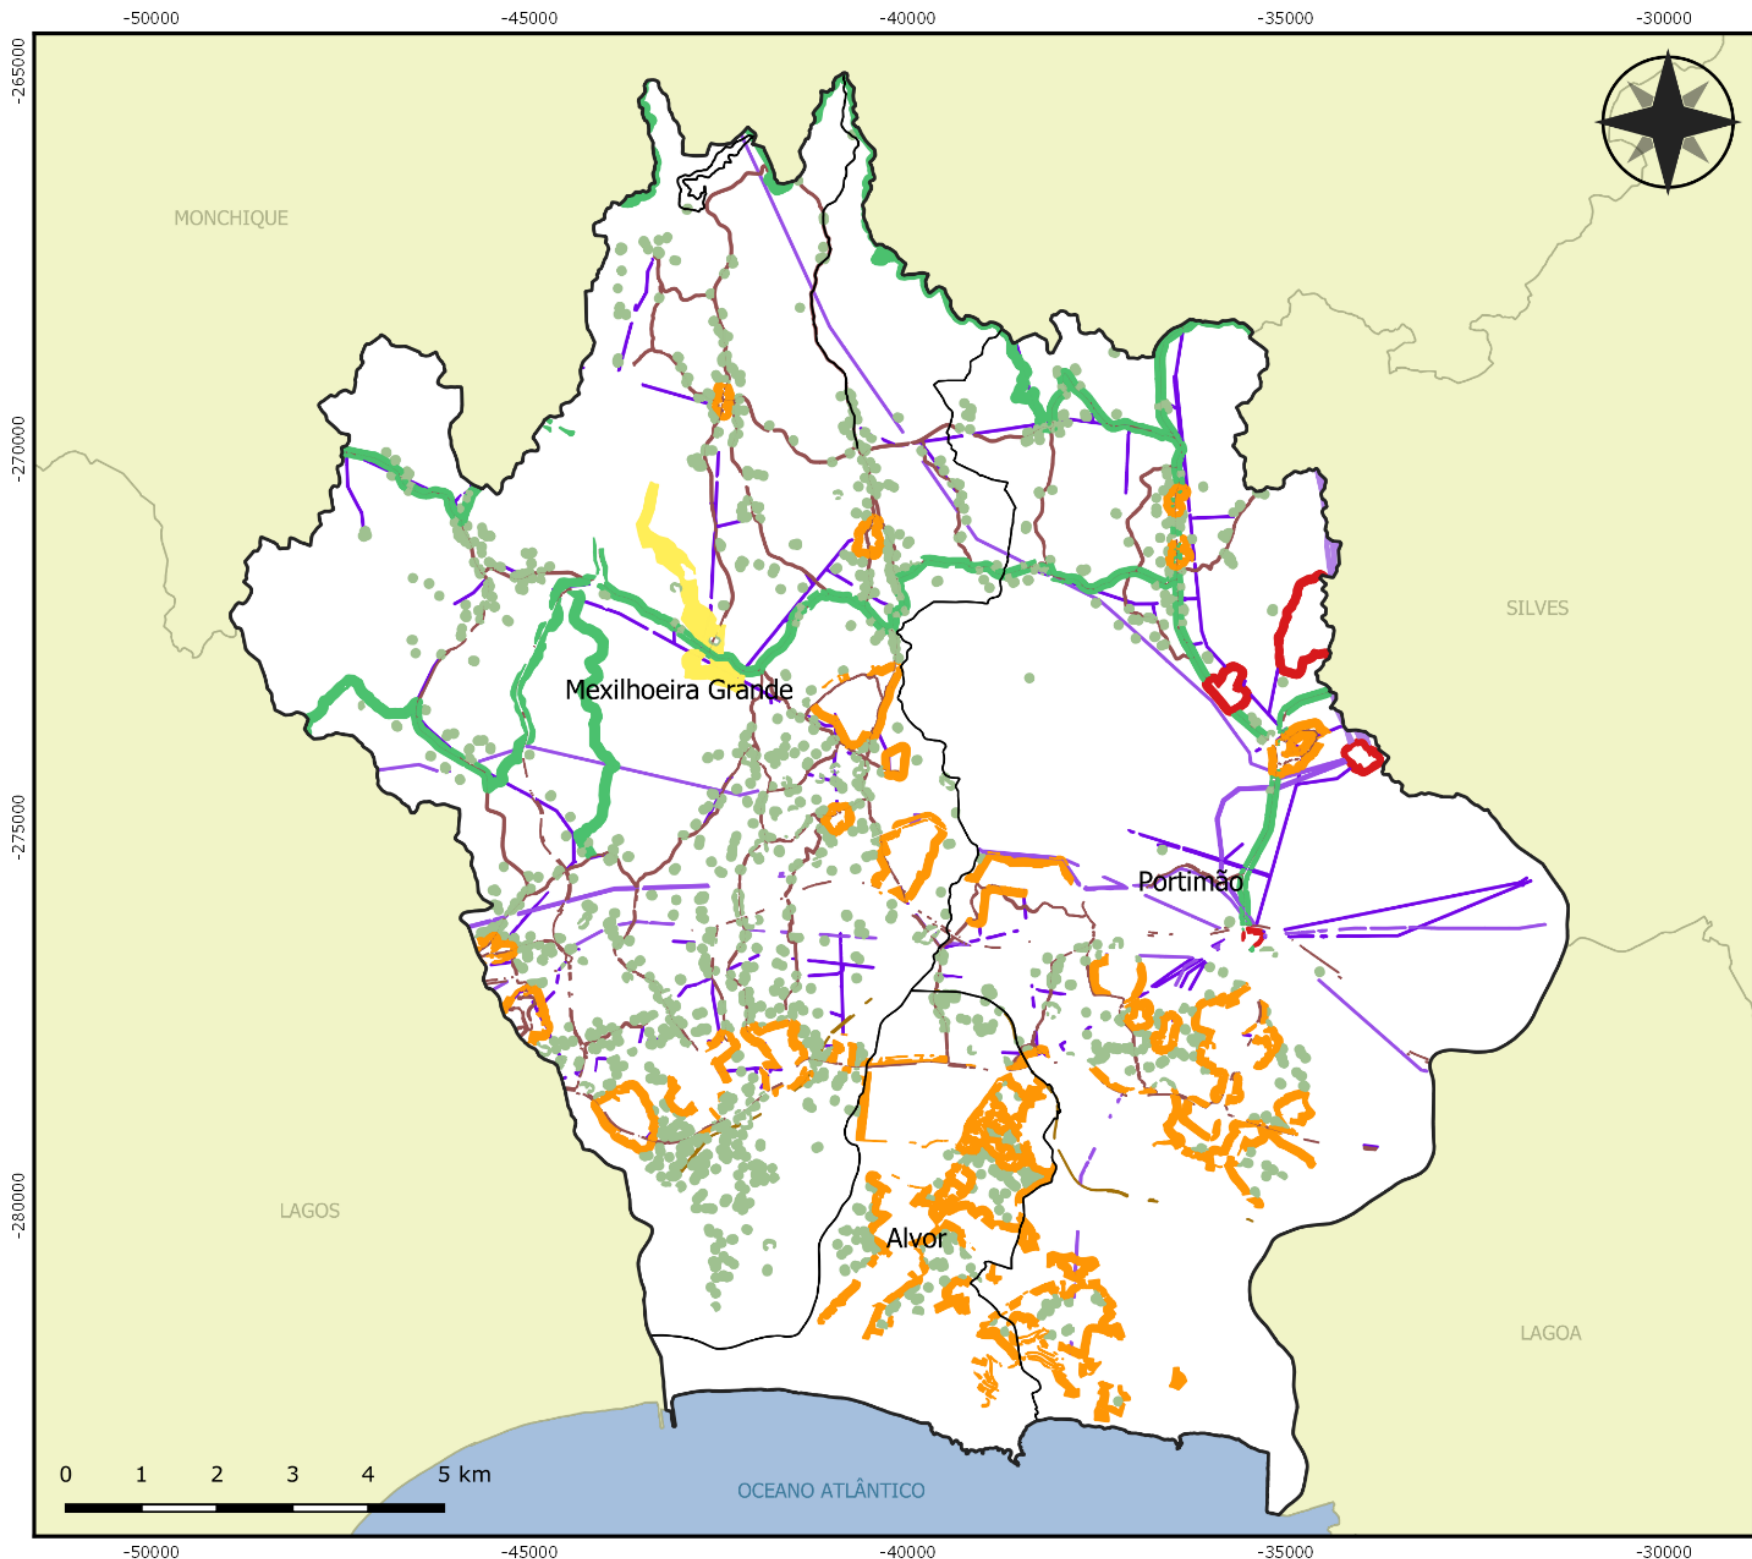 -50000 -45000 -40000 -35000 -30000
-265000
MONCHIQUE
-270000
SILVES
Mexilhoeira Grande
-275000
Portimão
-280000
LAGOS
Alvor
LAGOA
0 1 2 3 4 5 km
OCEANO ATLÂNTICO
-50000 -45000 -40000 -35000 -30000